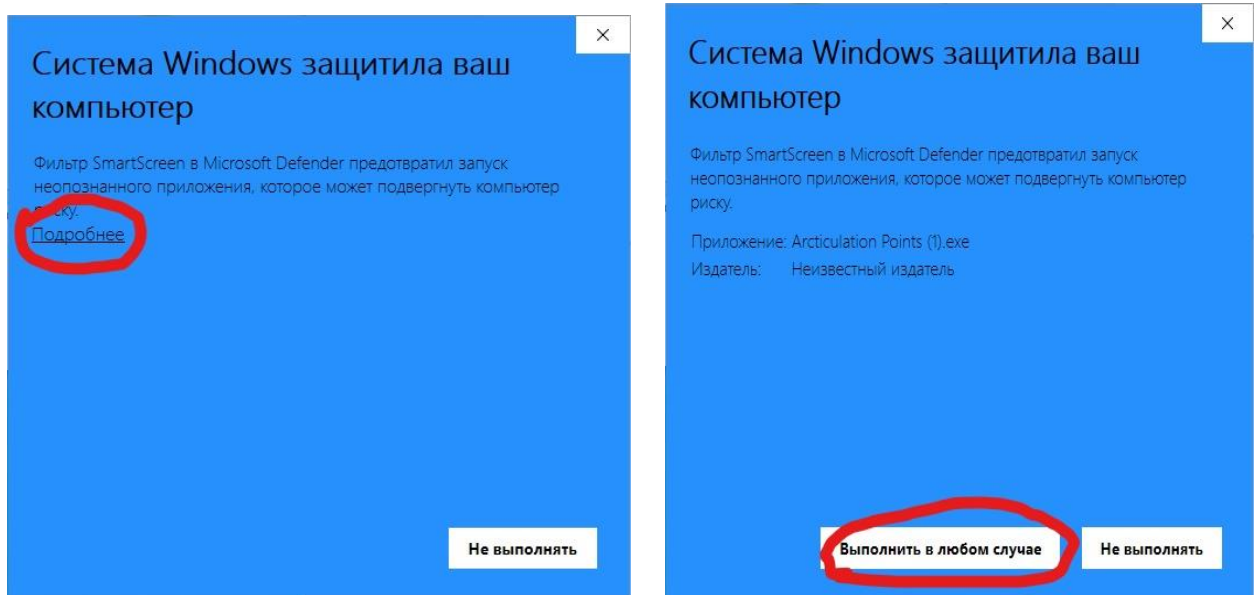 Система Windows защитила ваш
компьютер
Фильтр SmartScreen в Microsoft Defender предотвратил запуск
неопознанного приложения, которое может подвергнуть компьютер
риску.
Подробнее
Не выполнять
Система Windows защитила ваш
компьютер
Фильтр SmartScreen в Microsoft Defender предотвратил запуск
неопознанного приложения, которое может подвергнуть компьютер
риску.
Приложение: Arcticulation Points (1).exe
Издатель: Неизвестный издатель
Выполнить в любом случае
Не выполнять